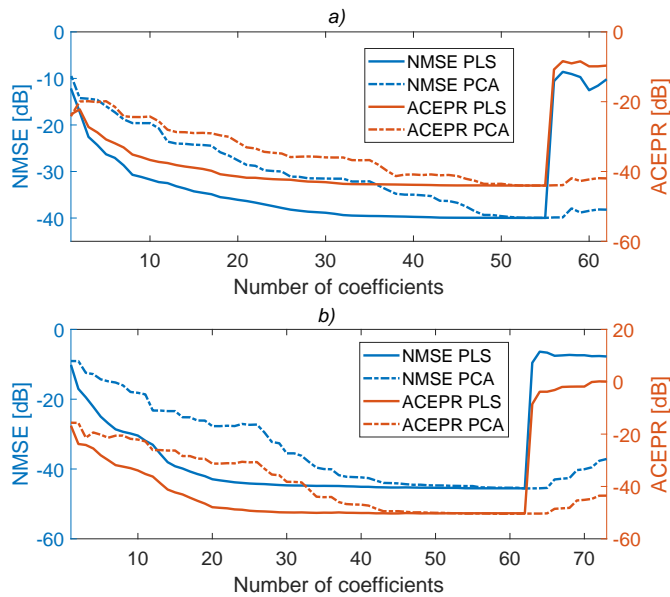 a)
0
-10
-20
-30
-40
NMSE [dB]
NMSE PLS
NMSE PCA
ACEPR PLS
ACEPR PCA
0
-20
-40
-60
ACEPR [dB]
10 20 30 40 50 60
Number of coefficients
b)
0
-20
-40
-60
NMSE [dB]
NMSE PLS
NMSE PCA
ACEPR PLS
ACEPR PCA
20
0
-20
-40
-60
ACEPR [dB]
10 20 30 40 50 60 70
Number of coefficients